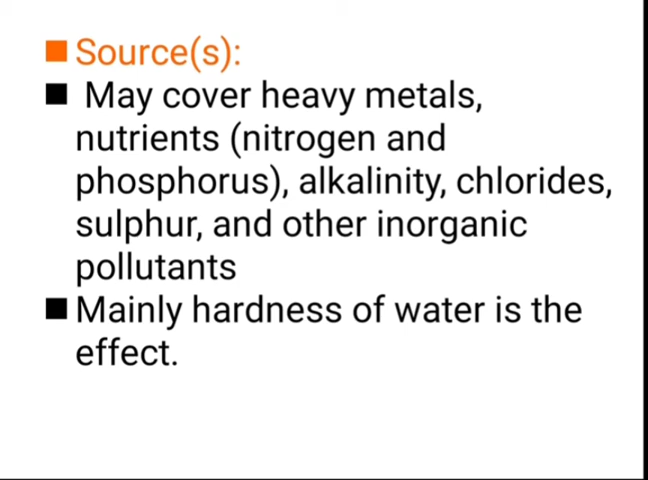 ■ Source(s):
■ May cover heavy metals,
nutrients (nitrogen and
phosphorus), alkalinity, chlorides,
sulphur, and other inorganic
pollutants
■ Mainly hardness of water is the
effect.